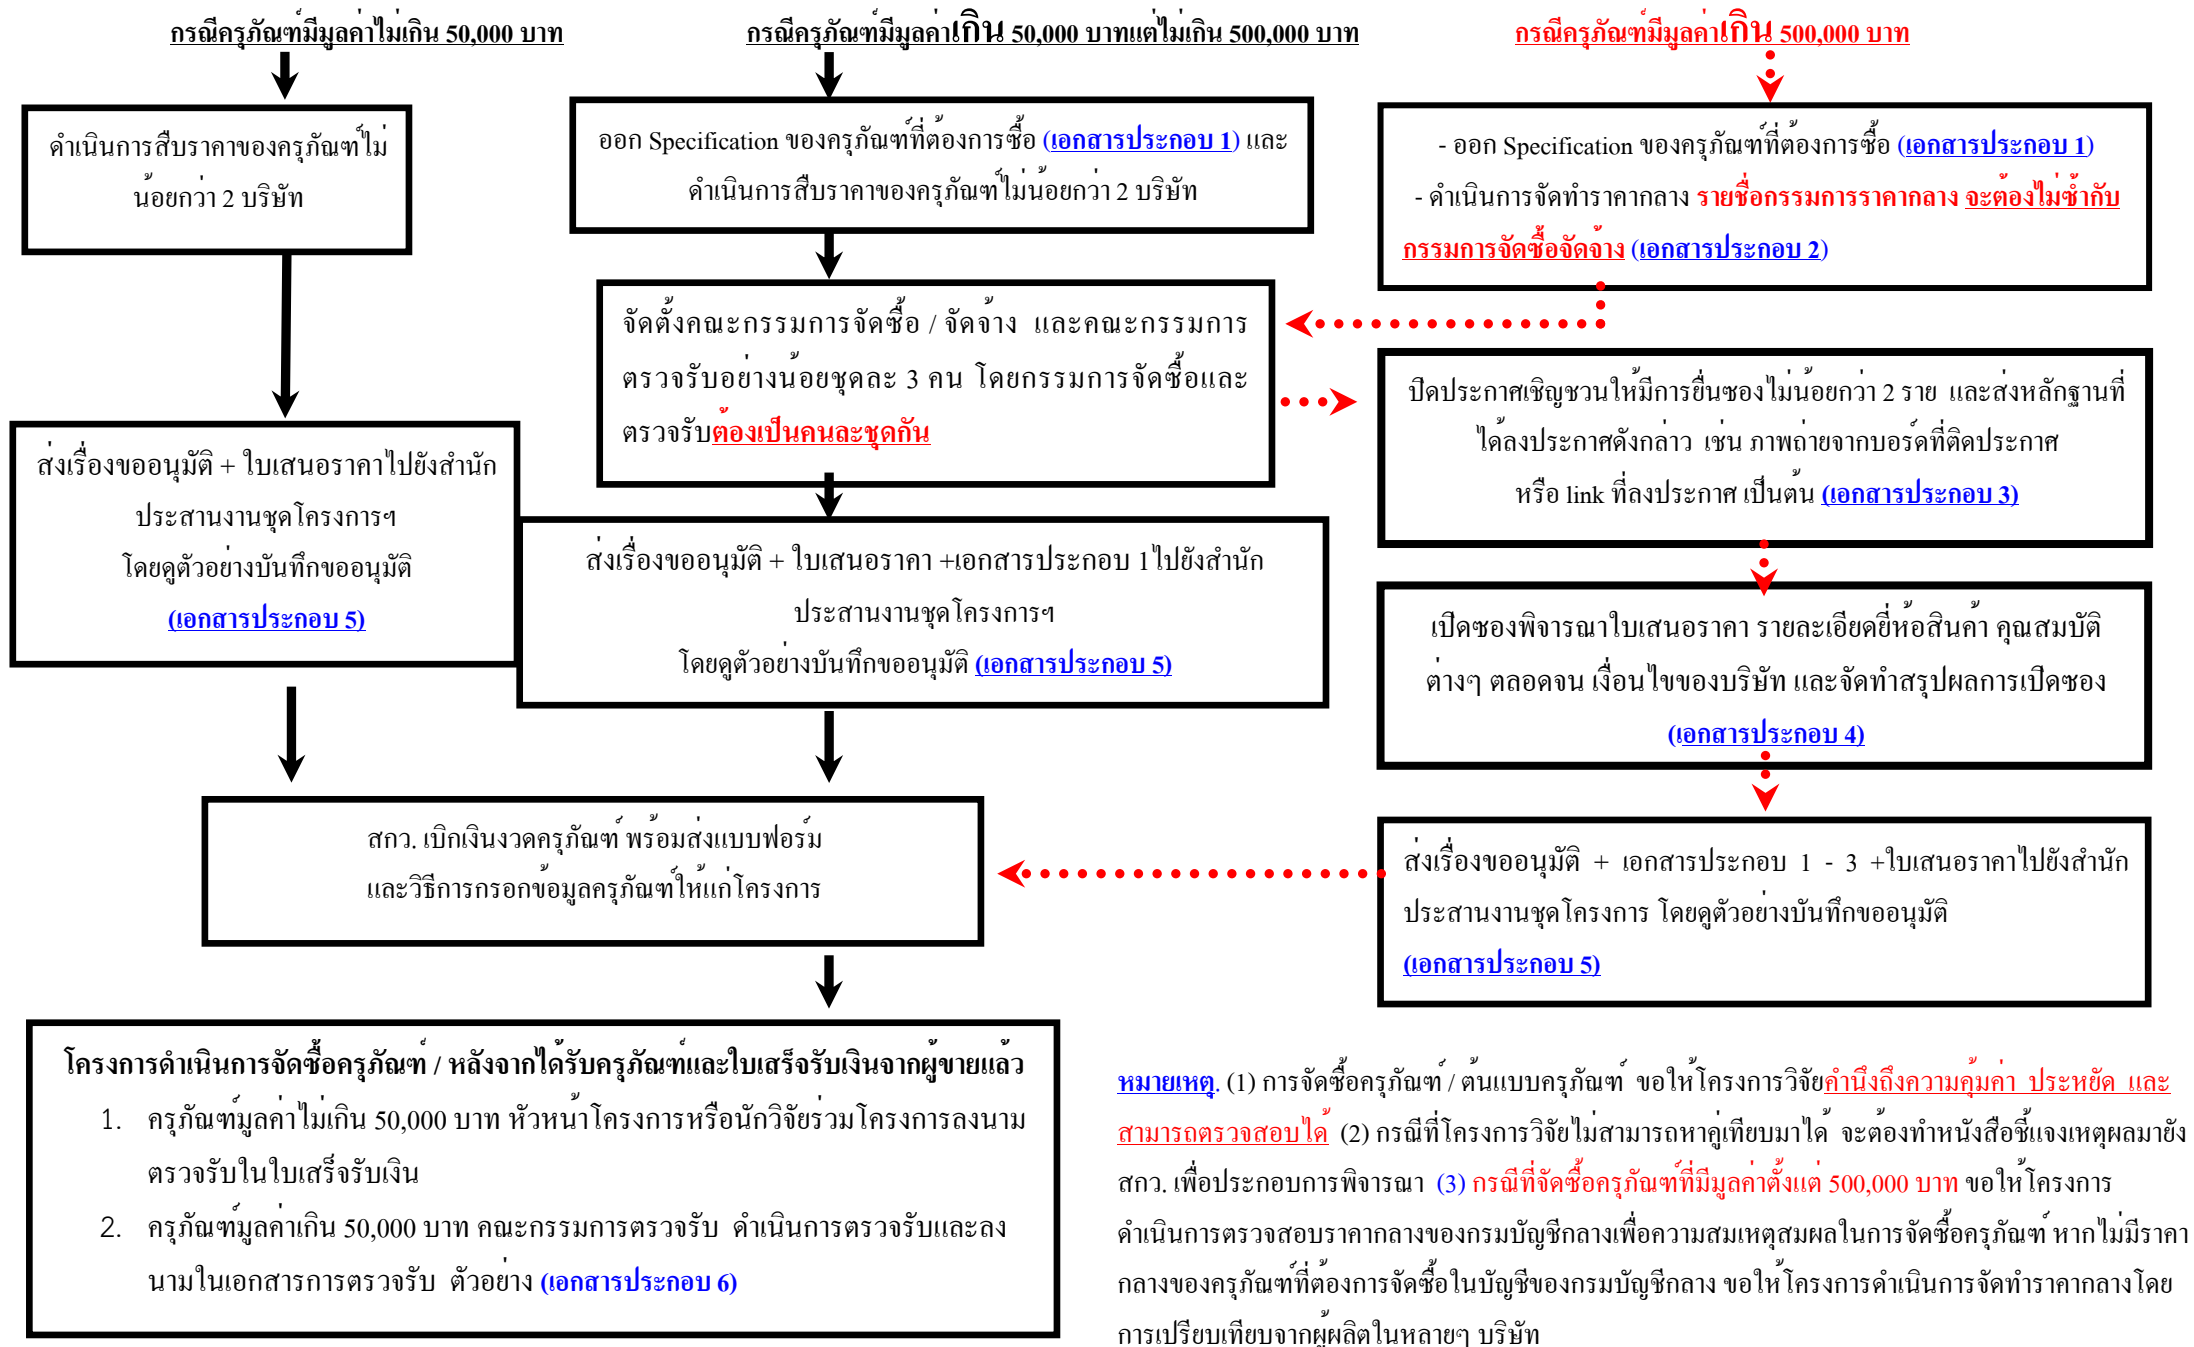 กรณีครุภัณฑ์มีมูลค่าไม่เกิน 50,000 บาท
ดำเนินการสืบราคาของครุภัณฑ์ไม่
น้อยกว่า 2 บริษัท
ส่งเรื่องขออนุมัติ + ใบเสนอราคาไปยังสำนัก
ประสานงานชุดโครงการฯ
โดยดูตัวอย่างบันทึกขออนุมัติ
(เอกสารประกอบ 5)
กรณีครุภัณฑ์มีมูลค่าเกิน 50,000 บาทแต่ไม่เกิน 500,000 บาท
ออก Specification ของครุภัณฑ์ที่ต้องการซื้อ (เอกสารประกอบ 1) และ
ดำเนินการสืบราคาของครุภัณฑ์ไม่น้อยกว่า 2 บริษัท
จัดตั้งคณะกรรมการจัดซื้อ / จัดจ้าง และคณะกรรมการ
ตรวจรับอย่างน้อยชุดละ 3 คน โดยกรรมการจัดซื้อและ
ตรวจรับต้องเป็นคนละชุดกัน
ส่งเรื่องขออนุมัติ + ใบเสนอราคา +เอกสารประกอบ 1ไปยังสำนัก
ประสานงานชุดโครงการฯ
โดยดูตัวอย่างบันทึกขออนุมัติ (เอกสารประกอบ 5)
กรณีครุภัณฑ์มีมูลค่าเกิน 500,000 บาท
- ออก Specification ของครุภัณฑ์ที่ต้องการซื้อ (เอกสารประกอบ 1)
- ดำเนินการจัดทำราคากลาง รายชื่อกรรมการราคากลาง จะต้องไม่ซ้ำกับ
กรรมการจัดซื้อจัดจ้าง (เอกสารประกอบ 2)
ปิดประกาศเชิญชวนให้มีการยื่นซองไม่น้อยกว่า 2 ราย และส่งหลักฐานที่
ได้ลงประกาศดังกล่าว เช่น ภาพถ่ายจากบอร์ดที่ติดประกาศ
หรือ link ที่ลงประกาศ เป็นต้น (เอกสารประกอบ 3)
เปิดซองพิจารณาใบเสนอราคา รายละเอียดยี่ห้อสินค้า คุณสมบัติ
ต่างๆ ตลอดจน เงื่อนไขของบริษัท และจัดทำสรุปผลการเปิดซอง
(เอกสารประกอบ 4)
ส่งเรื่องขออนุมัติ + เอกสารประกอบ 1 - 3 +ใบเสนอราคาไปยังสำนัก
ประสานงานชุดโครงการ โดยดูตัวอย่างบันทึกขออนุมัติ
(เอกสารประกอบ 5)
สกว. เบิกเงินงวดครุภัณฑ์ พร้อมส่งแบบฟอร์ม
และวิธีการกรอกข้อมูลครุภัณฑ์ให้แก่โครงการ
โครงการดำเนินการจัดซื้อครุภัณฑ์ / หลังจากได้รับครุภัณฑ์และใบเสร็จรับเงินจากผู้ขายแล้ว
1. ครุภัณฑ์มูลค่าไม่เกิน 50,000 บาท หัวหน้าโครงการหรือนักวิจัยร่วมโครงการลงนาม
ตรวจรับในใบเสร็จรับเงิน
2. ครุภัณฑ์มูลค่าเกิน 50,000 บาท คณะกรรมการตรวจรับ ดำเนินการตรวจรับและลง
นามในเอกสารการตรวจรับ ตัวอย่าง (เอกสารประกอบ 6)
หมายเหตุ. (1) การจัดซื้อครุภัณฑ์ / ต้นแบบครุภัณฑ์ ขอให้โครงการวิจัยคำนึงถึงความคุ้มค่า ประหยัด และ
สามารถตรวจสอบได้ (2) กรณีที่โครงการวิจัยไม่สามารถหาคู่เทียบมาได้ จะต้องทำหนังสือชี้แจงเหตุผลมายัง
สกว. เพื่อประกอบการพิจารณา (3) กรณีที่จัดซื้อครุภัณฑ์ที่มีมูลค่าตั้งแต่ 500,000 บาท ขอให้โครงการ
ดำเนินการตรวจสอบราคากลางของกรมบัญชีกลางเพื่อความสมเหตุสมผลในการจัดซื้อครุภัณฑ์ หากไม่มีราคา
กลางของครุภัณฑ์ที่ต้องการจัดซื้อในบัญชีของกรมบัญชีกลาง ขอให้โครงการดำเนินการจัดทำราคากลางโดย
การเปรียบเทียบจากผู้ผลิตในหลายๆ บริษัท